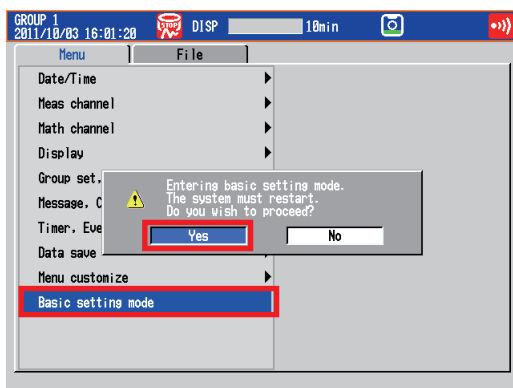 GROUP 1
2011/10/03 16:01:20
STOP
DISP
10min
Menu
File
Date/Time
Meas channel
Math channel
Display
Group set,
Message, C
Timer, Eve
Data save
Menu customize
Basic setting mode
Entering basic setting mode.
The system must restart.
Do you wish to proceed?
Yes
No